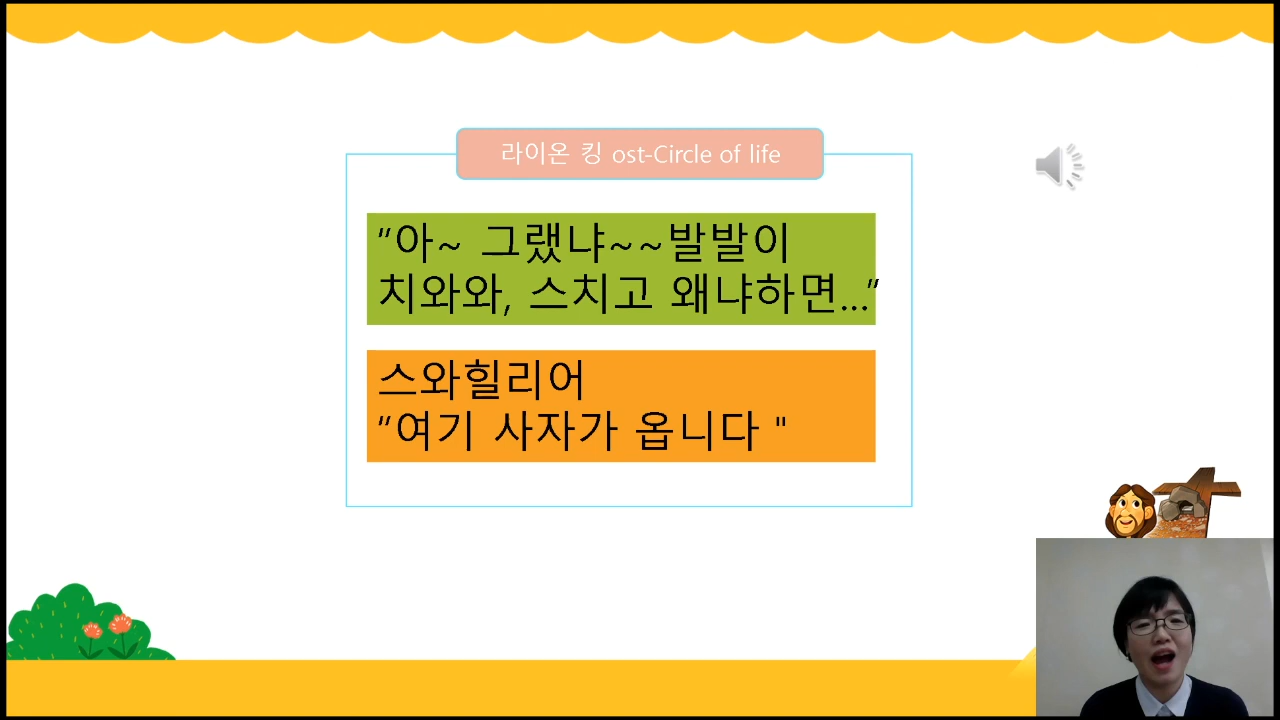 라이온 킹 ost-Circle of life
"아~ 그랬냐~~발발이
치와와, 스치고 왜냐하면..."
스와힐리어
"여기 사자가 옵니다 "